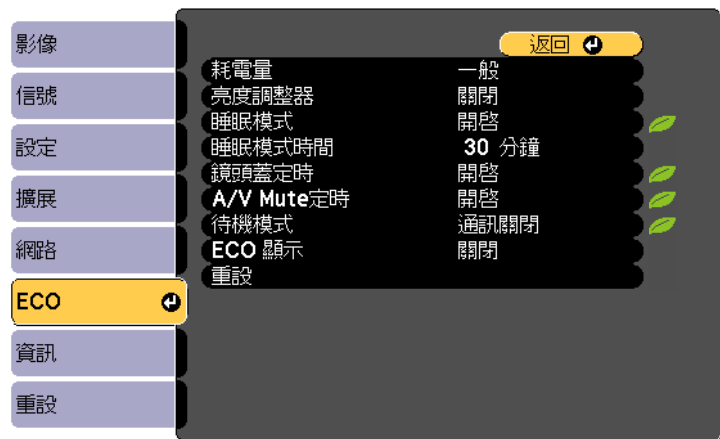 影像
信號
設定
擴展
網路
ECO
資訊
重設
返回
耗電量 一般
亮度調整器 關閉
睡眠模式 開啓
睡眠模式時間 30 分鐘
鏡頭蓋定時 開啓
A/V Mute定時 開啓
待機模式 通訊關閉
ECO 顯示 關閉
重設